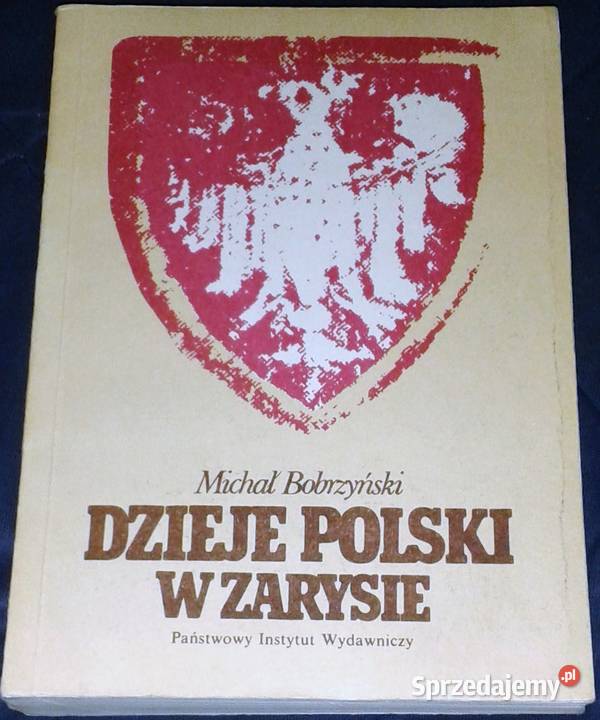 Michał Bobrzyński
DZIEJE POLSKI
W ZARYSIE
Państwowy Instytut Wydawniczy
Sprzedajemy.pl